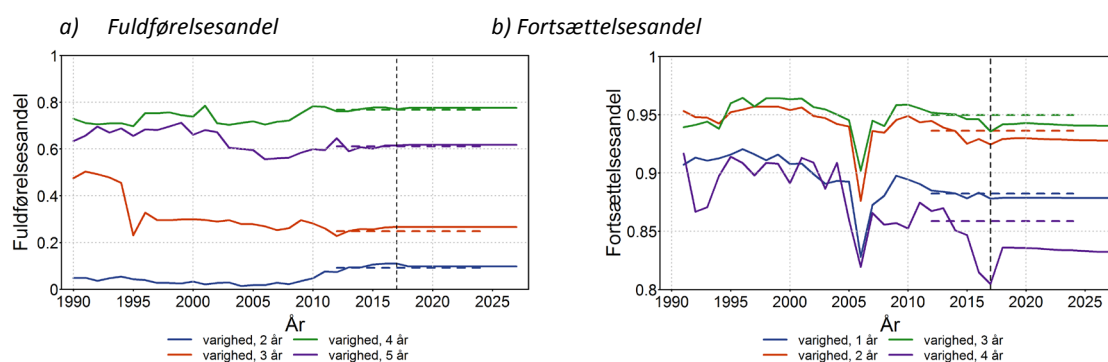 a) Fuldførelsesandel
b) Fortsættelsesandel
Fuldførelsesandel
1
0.8
0.6
0.4
0.2
0
1990 1995 2000 2005 2010 2015 2020 2025
År
varighed, 2 år
varighed, 4 år
varighed, 3 år
varighed, 5 år
Fortsættelsesandel
1
0.95
0.9
0.85
0.8
1990 1995 2000 2005 2010 2015 2020 2025
År
varighed, 1 år
varighed, 3 år
varighed, 2 år
varighed, 4 år